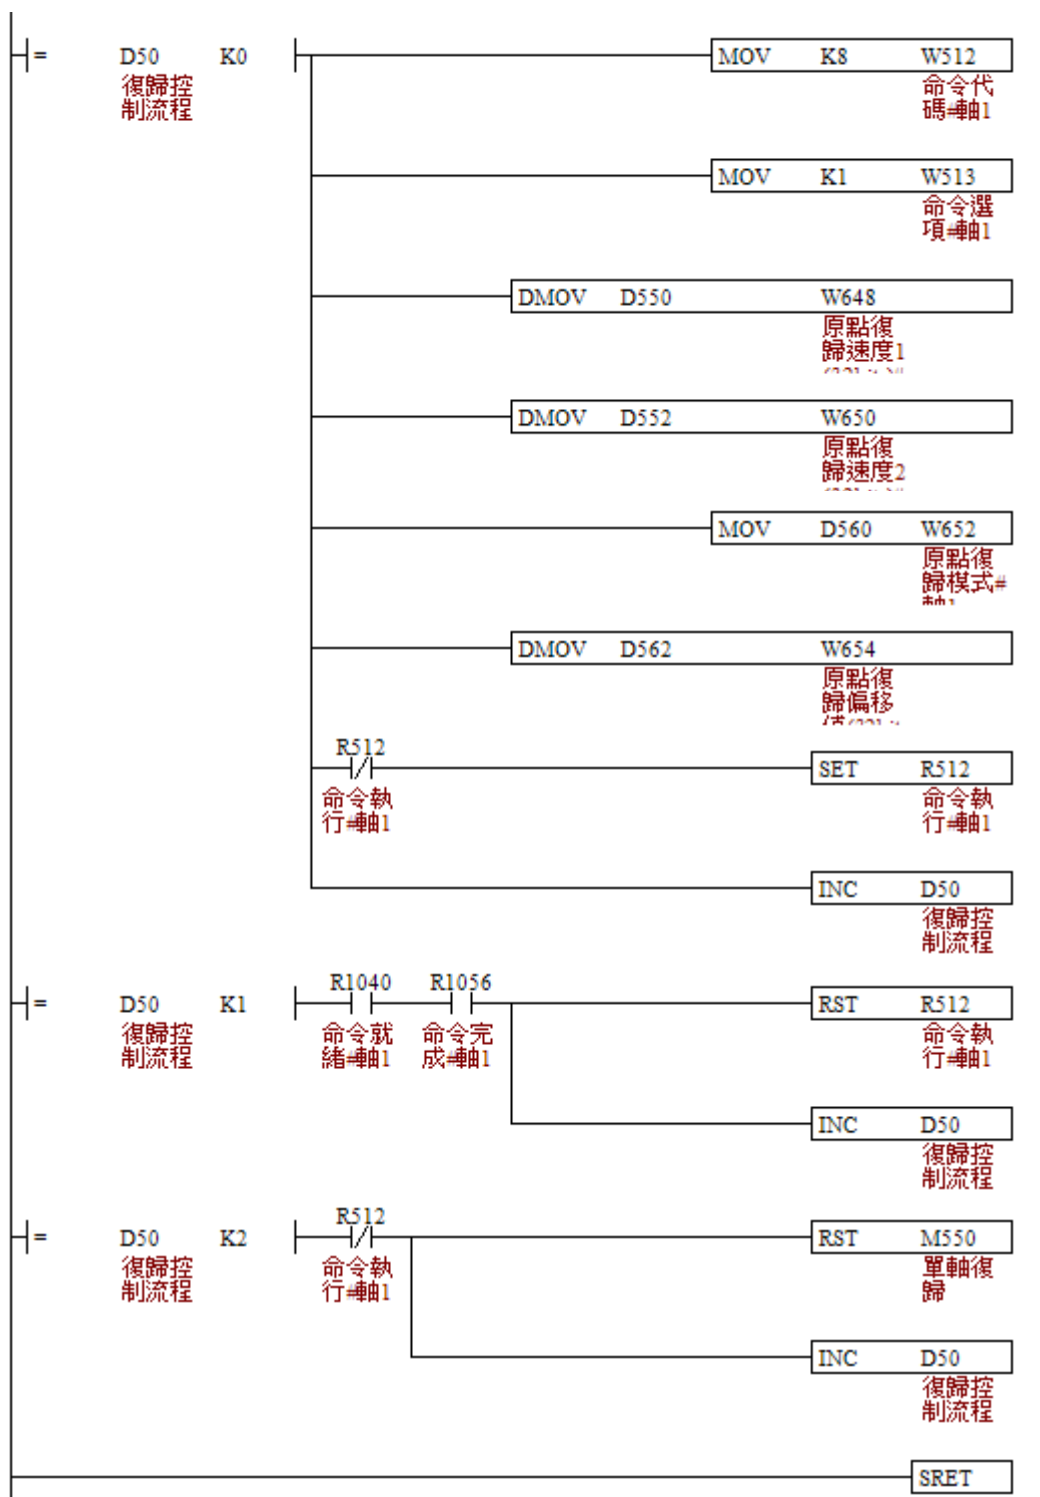 = D50 K0 MOV K8 W512
復歸控
制流程
命令代
碼#軸1
MOV K1 W513
命令選
項#軸1
DMOV D550 W648
原點復
歸速度1
DMOV D552 W650
原點復
歸速度2
MOV D560 W652
原點復
歸模式#
軸1
DMOV D562 W654
原點復
歸偏移
R512
SET R512
命令執
行#軸1
命令執
行#軸1
INC D50
復歸控
制流程
R1040 R1056
= D50 K1 RST R512
復歸控
制流程
命令就
緒#軸1
命令完
成#軸1
命令執
行#軸1
INC D50
復歸控
制流程
R512
= D50 K2 RST M550
復歸控
制流程
命令執
行#軸1
單軸復
歸
INC D50
復歸控
制流程
SRET